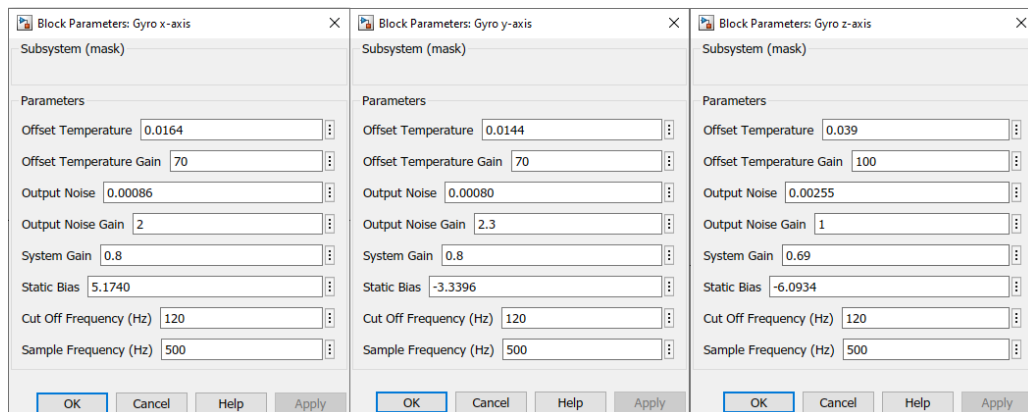 Block Parameters: Gyro x-axis
Subsystem (mask)
Parameters
Offset Temperature 0.0164
Offset Temperature Gain 70
Output Noise 0.00086
Output Noise Gain 2
System Gain 0.8
Static Bias 5.1740
Cut Off Frequency (Hz) 120
Sample Frequency (Hz) 500
OK Cancel Help Apply
Block Parameters: Gyro y-axis
Subsystem (mask)
Parameters
Offset Temperature 0.0144
Offset Temperature Gain 70
Output Noise 0.00080
Output Noise Gain 2.3
System Gain 0.8
Static Bias -3.3396
Cut Off Frequency (Hz) 120
Sample Frequency (Hz) 500
OK Cancel Help Apply
Block Parameters: Gyro z-axis
Subsystem (mask)
Parameters
Offset Temperature 0.039
Offset Temperature Gain 100
Output Noise 0.00255
Output Noise Gain 1
System Gain 0.69
Static Bias -6.0934
Cut Off Frequency (Hz) 120
Sample Frequency (Hz) 500
OK Cancel Help Apply